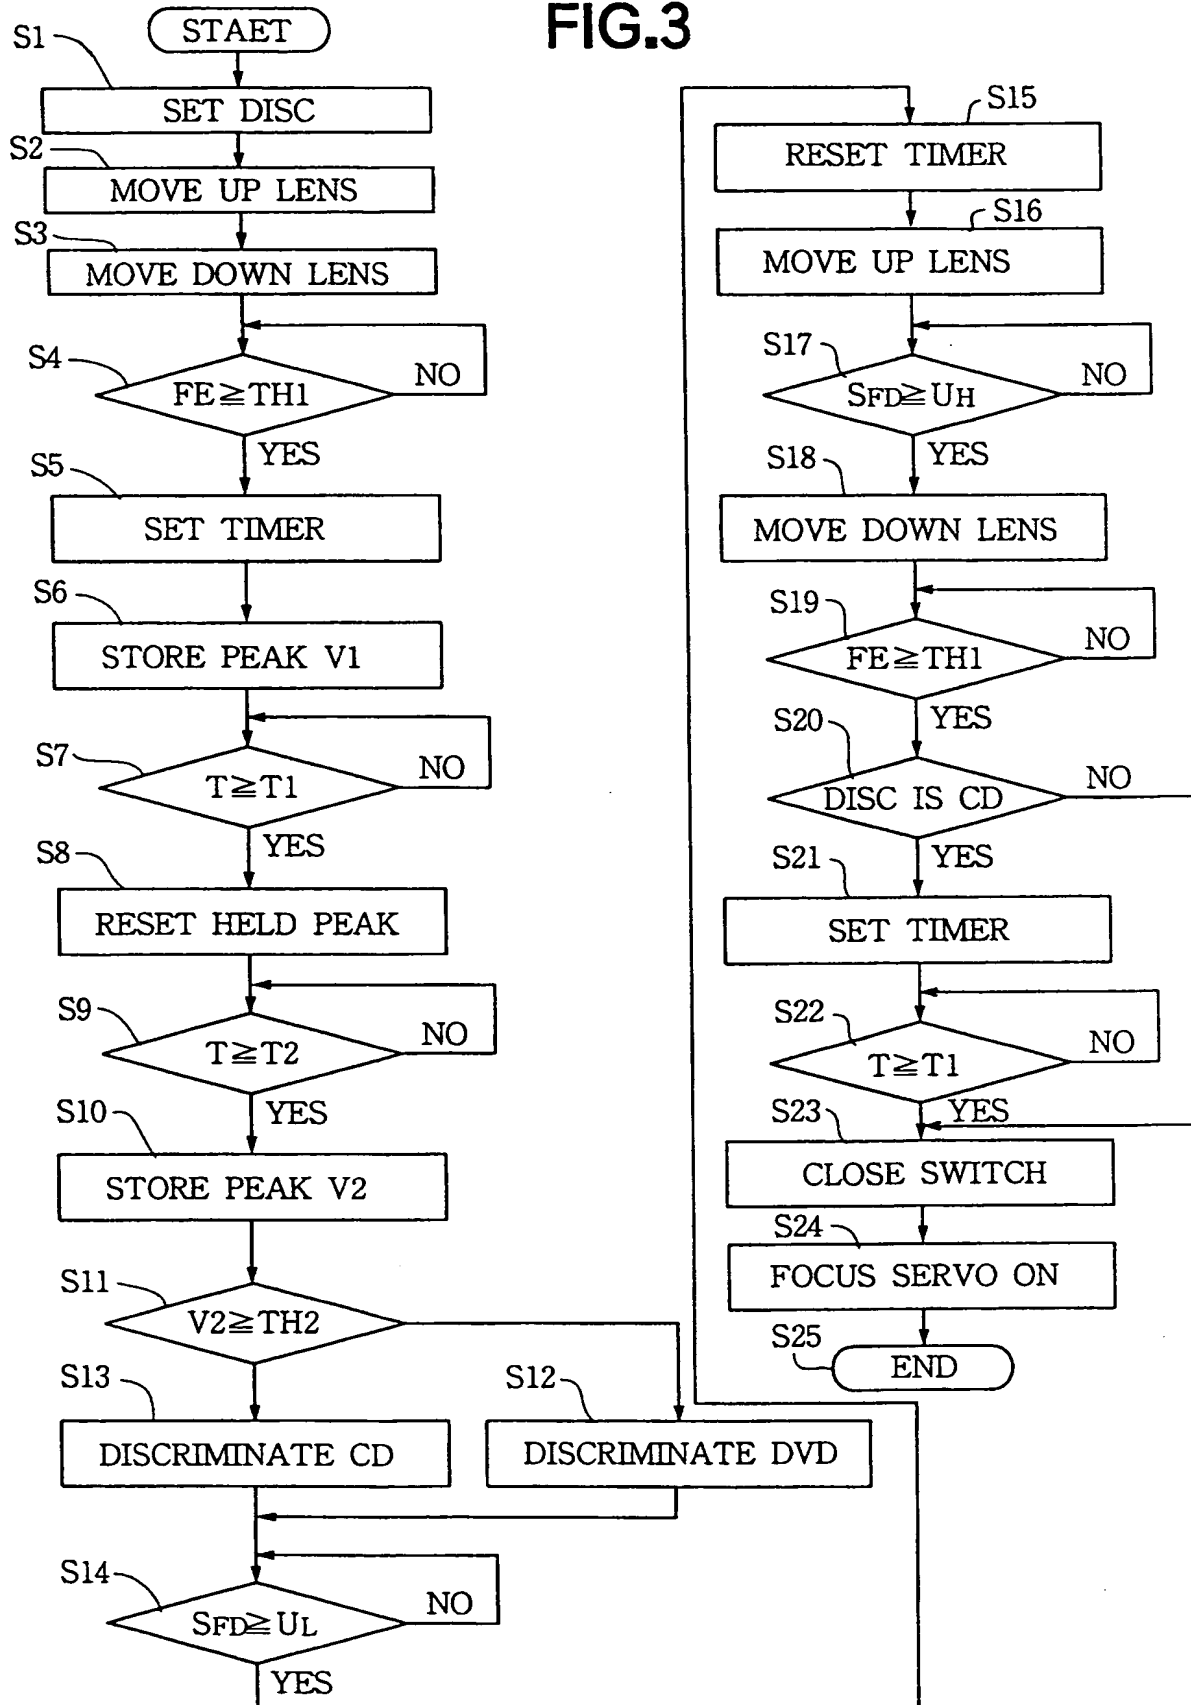 FIG.3
STAET
S1
SET DISC
S2
MOVE UP LENS
S3
MOVE DOWN LENS
S4
FE≧TH1
NO
YES
S5
SET TIMER
S6
STORE PEAK V1
S7
T≧T1
NO
YES
S8
RESET HELD PEAK
S9
T≧T2
NO
YES
S10
STORE PEAK V2
S11
V2≧TH2
S13
DISCRIMINATE CD
S12
DISCRIMINATE DVD
S14
SFD≧UL
NO
YES
S15
RESET TIMER
S16
MOVE UP LENS
S17
SFD≧UH
NO
YES
S18
MOVE DOWN LENS
S19
FE≧TH1
NO
YES
S20
DISC IS CD
NO
YES
S21
SET TIMER
S22
T≧T1
NO
YES
S23
CLOSE SWITCH
S24
FOCUS SERVO ON
S25
END